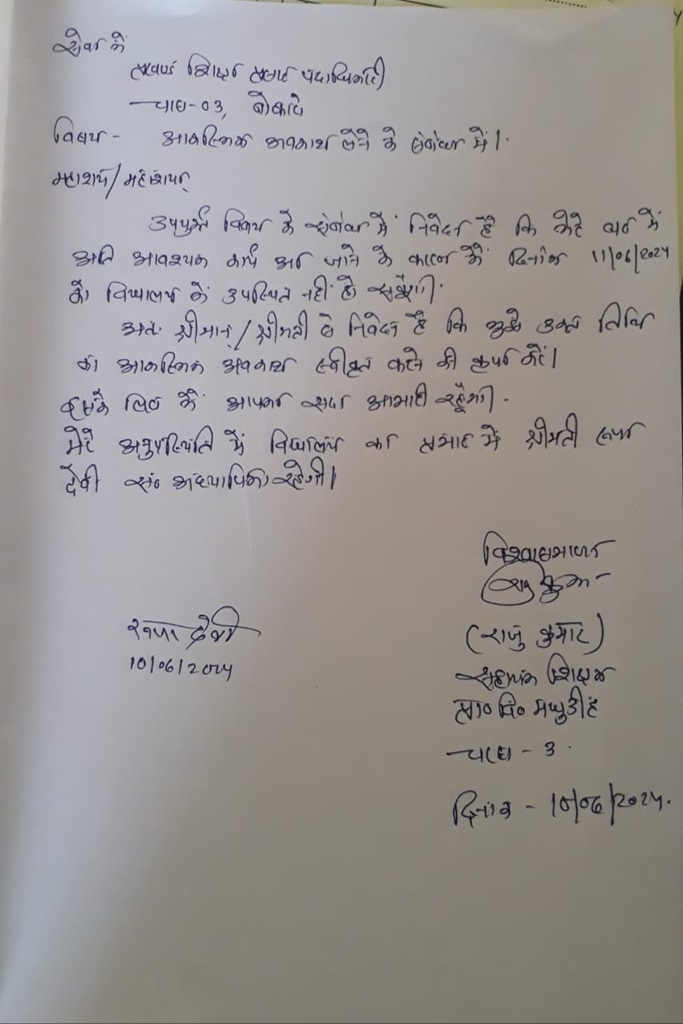 सेवा में
प्रखण्ड शिक्षा प्रसार पदाधिकारी
चास-03, बोकारो
विषय - आकस्मिक अवकाश लेने के संबंध में।
महाशय/महाशया,
उपर्युक्त विषय के संबंध में निवेदन है कि मेरे घर में
अति आवश्यक कार्य आ जाने के कारण मैं दिनांक 11/06/2024
को विद्यालय में उपस्थित नहीं हो सकूँगा।
अतः श्रीमान/श्रीमती से निवेदन है कि मुझे उक्त तिथि
का आकस्मिक अवकाश स्वीकृत करने की कृपा करें।
इसके लिए मैं आपका सदा आभारी रहूँगा।
मेरे अनुपस्थिति में विद्यालय का प्रभार में श्रीमती रूपा
देवी स० अध्यापिका रहेगी।
विश्वासभाजन
(राजु कुमार)
सहायक शिक्षक
प्रा० वि० मधुडीह
चास - 3
दिनांक - 10/06/2024.
रूपा देवी
10/06/2024